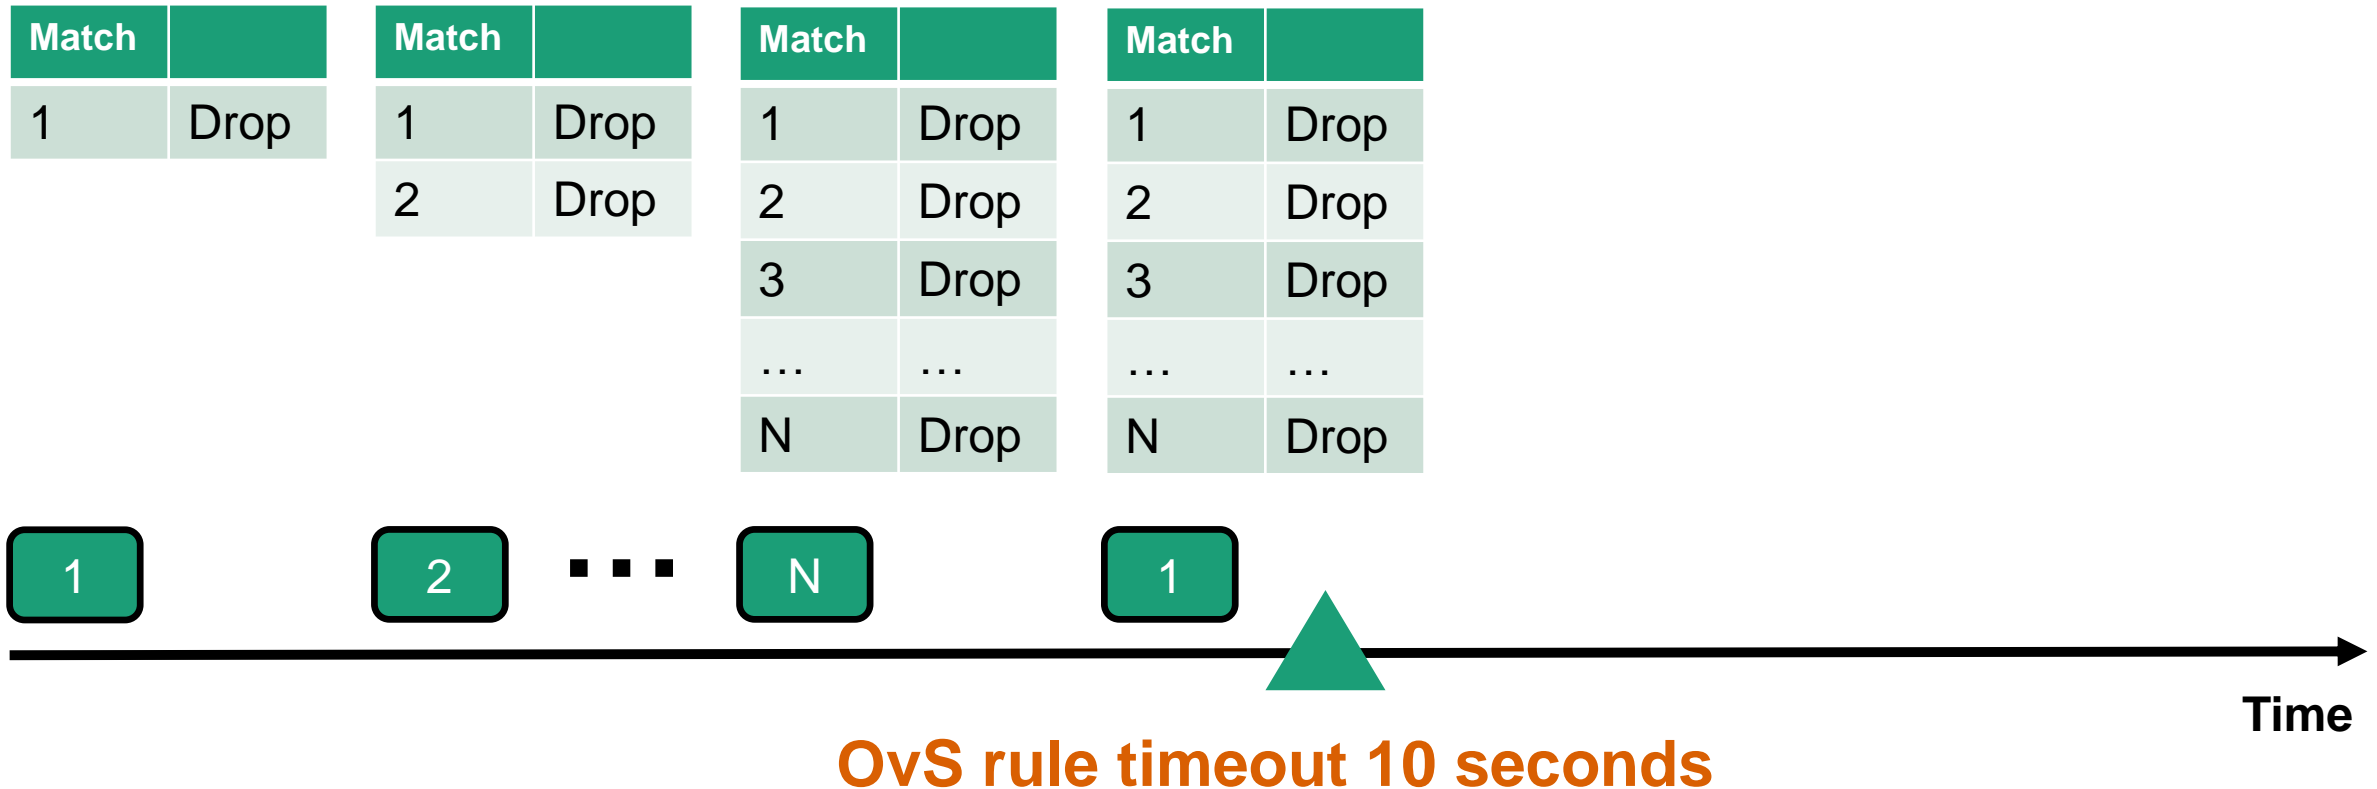 Match
1 Drop
Match
1 Drop
2 Drop
Match
1 Drop
2 Drop
3 Drop
… …
N Drop
Match
1 Drop
2 Drop
3 Drop
… …
N Drop
1 2 ... N 1
Time
OvS rule timeout 10 seconds